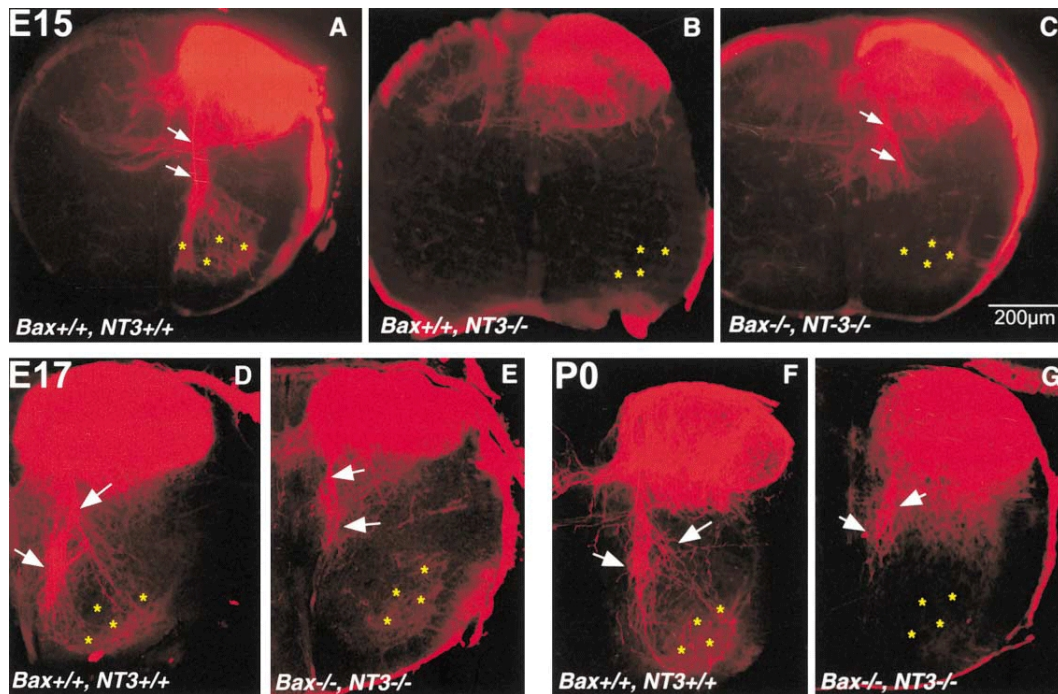 E15
A
B
C
Bax+/+, NT3+/+
Bax+/+, NT3-/-
Bax-/-, NT-3-/-
200µm
E17
D
E
P0
F
G
Bax+/+, NT3+/+
Bax-/-, NT3-/-
Bax+/+, NT3+/+
Bax-/-, NT3-/-